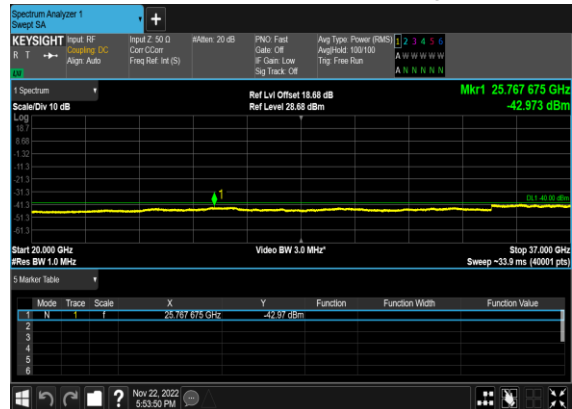 Spectrum Analyzer 1
Swept SA
+
KEYSIGHT
R T
Input: RF
Coupling: DC
Align: Auto
Input Z: 50 Ω
Corr CCorr
Freq Ref: Int (S)
#Atten: 20 dB
PNO: Fast
Gate: Off
IF Gain: Low
Sig Track: Off
Avg Type: Power (RMS)
Avg|Hold: 100/100
Trig: Free Run
1 2 3 4 5 6
A W W W W W
A N N N N N
1 Spectrum
Scale/Div 10 dB
Ref Lvl Offset 18.68 dB
Ref Level 28.68 dBm
Mkr1 25.767 675 GHz
-42.973 dBm
Log
18.7
8.68
-1.32
-11.3
-21.3
-31.3
-41.3
-51.3
-61.3
1
DL1 -40.00 dBm
Start 20.000 GHz
#Res BW 1.0 MHz
Video BW 3.0 MHz*
Stop 37.000 GHz
Sweep ~33.9 ms (40001 pts)
5 Marker Table
Mode Trace Scale X Y Function Function Width Function Value
1 N 1 f 25.767 675 GHz -42.97 dBm
2
3
4
5
6
?
Nov 22, 2022
5:53:50 PM